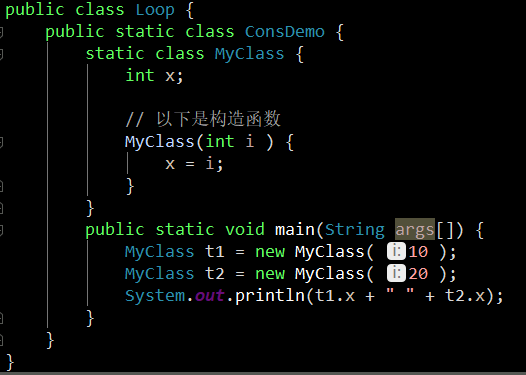 public class Loop {
    public static class ConsDemo {
        static class MyClass {
            int x;

            // 以下是构造函数
            MyClass(int i ) {
                x = i;
            }
        }
        public static void main(String args[]) {
            MyClass t1 = new MyClass( i: 10 );
            MyClass t2 = new MyClass( i: 20 );
            System.out.println(t1.x + " " + t2.x);
        }
    }
}